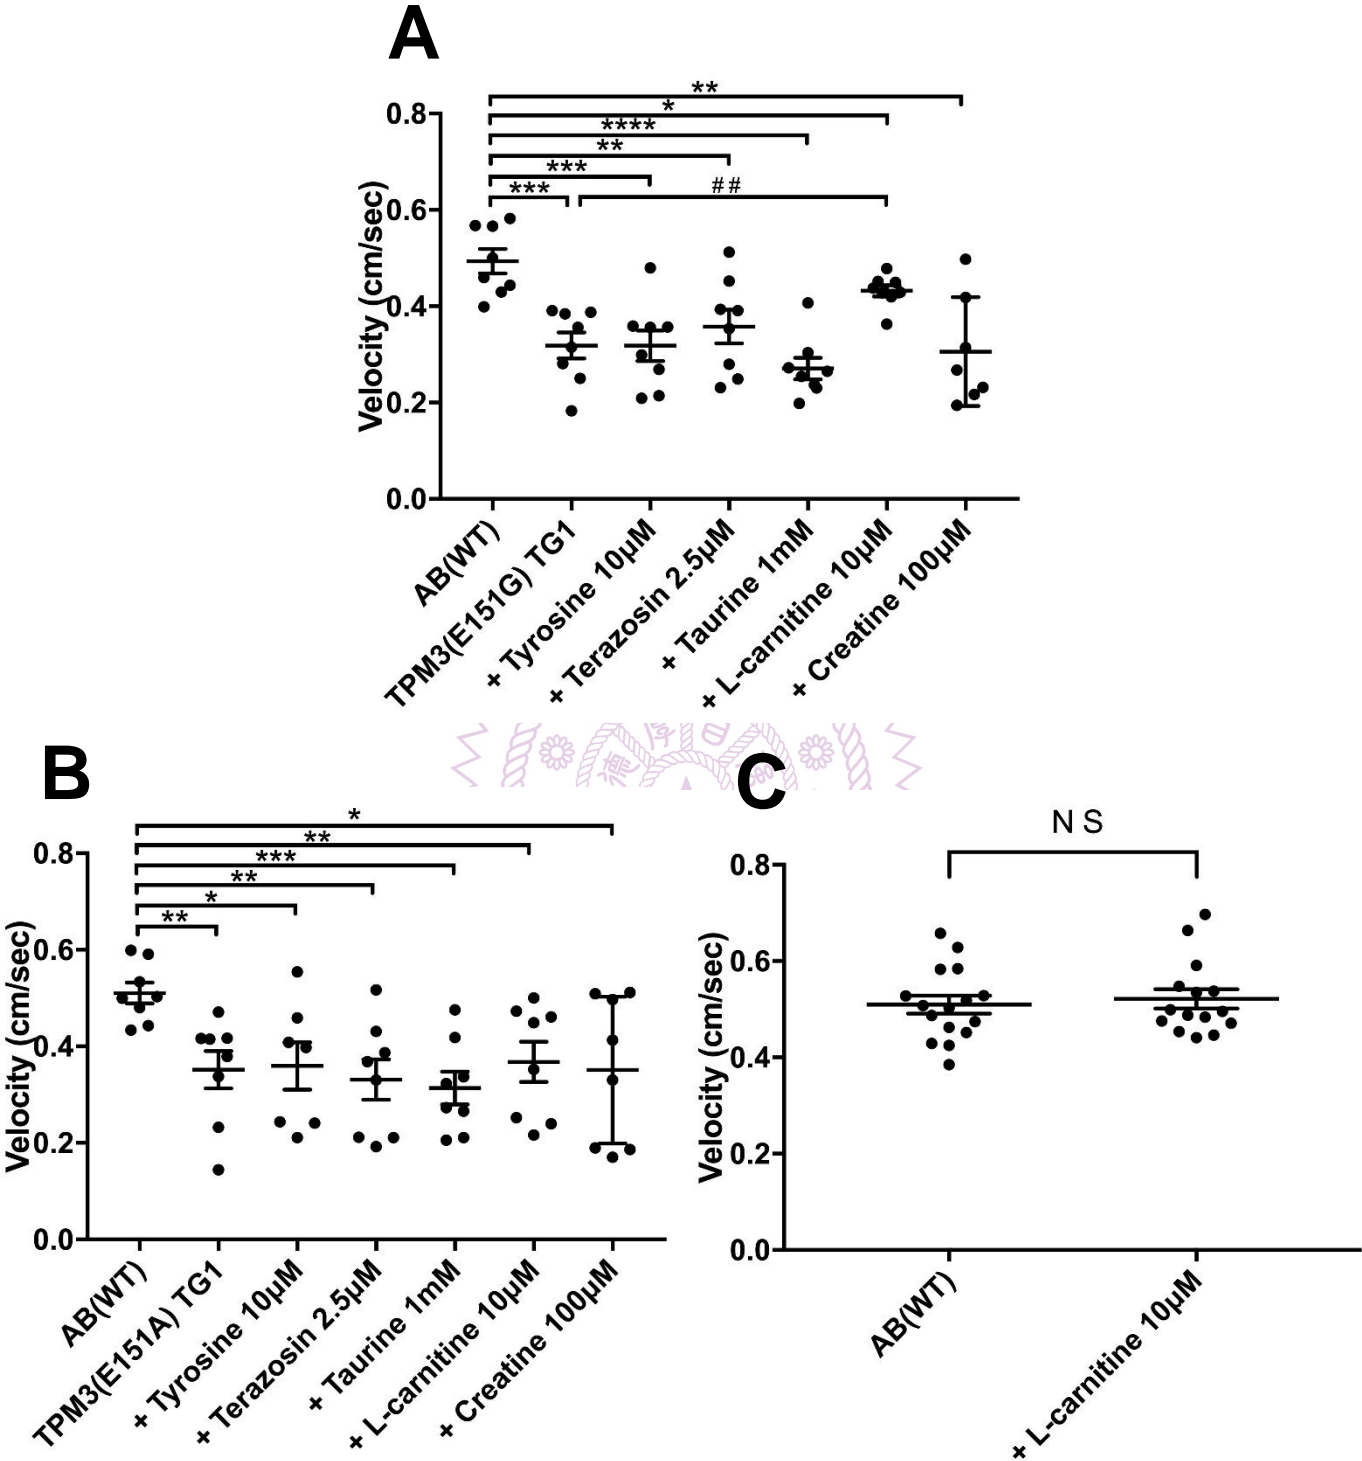 A
**
*
****
**
***
***
##
0.8
0.6
0.4
0.2
0.0
Velocity (cm/sec)
AB(WT)
TPM3(E151G) TG1
+ Tyrosine 10μM
+ Terazosin 2.5μM
+ Taurine 1mM
+ L-carnitine 10μM
+ Creatine 100μM
B
*
**
***
**
*
**
0.8
0.6
0.4
0.2
0.0
Velocity (cm/sec)
AB(WT)
TPM3(E151A) TG1
+ Tyrosine 10μM
+ Terazosin 2.5μM
+ Taurine 1mM
+ L-carnitine 10μM
+ Creatine 100μM
C
NS
0.8
0.6
0.4
0.2
0.0
Velocity (cm/sec)
AB(WT)
+ L-carnitine 10μM